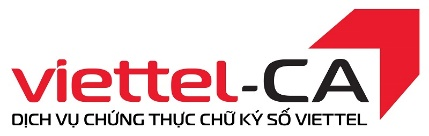 viettel-CA
DỊCH VỤ CHỨNG THỰC CHỮ KÝ SỐ VIETTEL